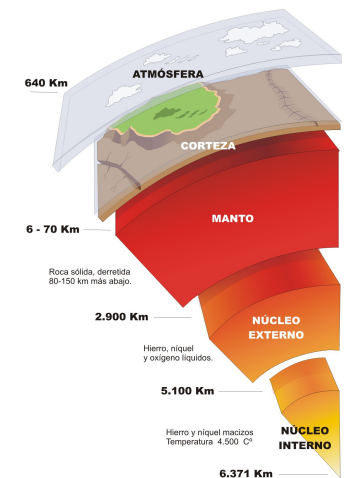 ATMÓSFERA
640 Km
CORTEZA
MANTO
6 - 70 Km
Roca sólida, derretida
80-150 km más abajo.
2.900 Km
NÚCLEO
EXTERNO
Hierro, níquel
y oxígeno líquidos.
5.100 Km
Hierro y níquel macizos
Temperatura 4.500 Cº
NÚCLEO
INTERNO
6.371 Km